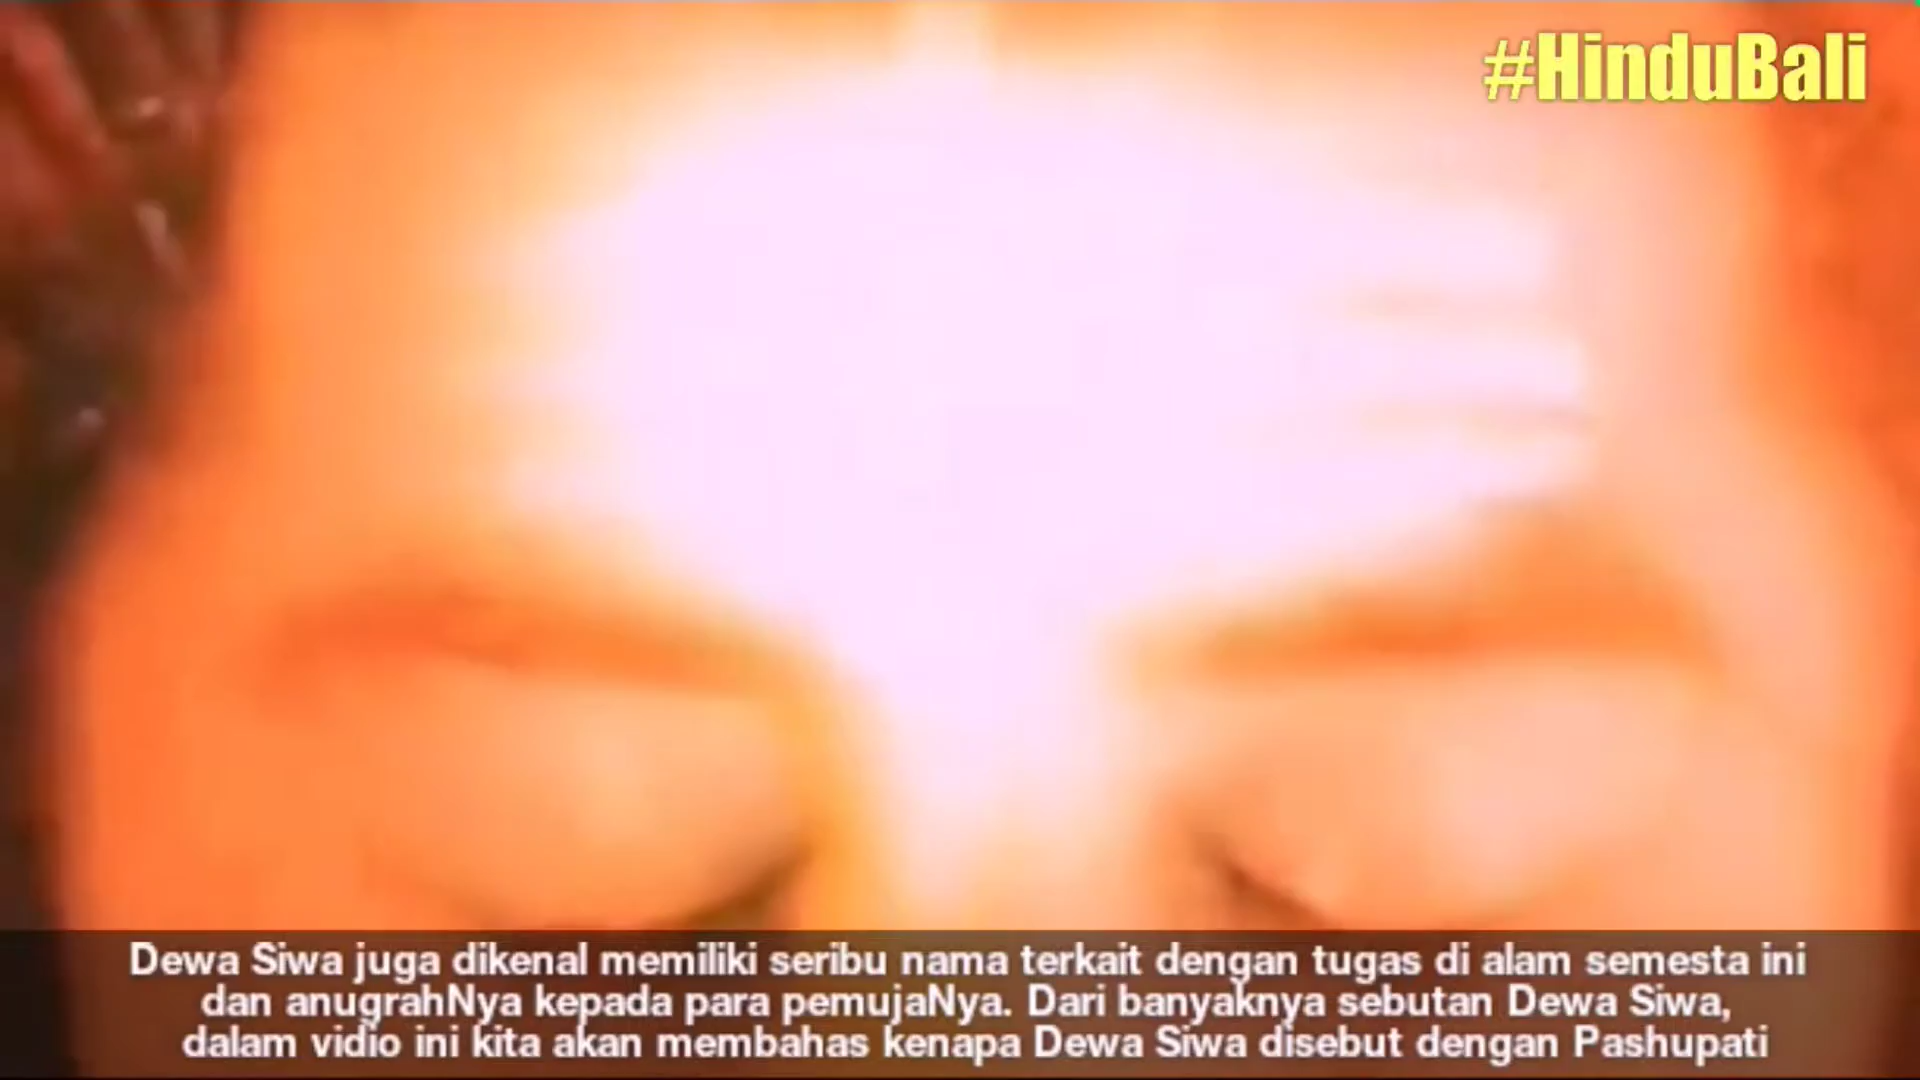 #HinduBali
Dewa Siwa juga dikenal memiliki seribu nama terkait dengan tugas di alam semesta ini
dan anugrahNya kepada para pemujaNya. Dari banyaknya sebutan Dewa Siwa,
dalam vidio ini kita akan membahas kenapa Dewa Siwa disebut dengan Pashupati